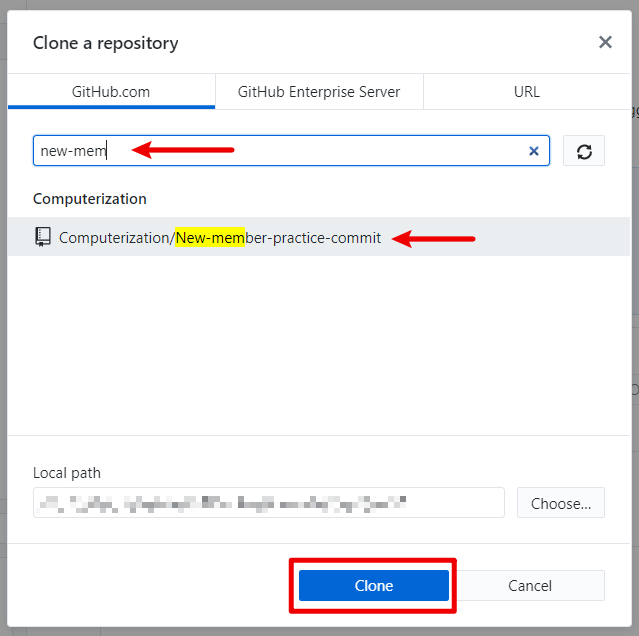 Clone a repository
GitHub.com
GitHub Enterprise Server
URL
new-mem
Computerization
Computerization/New-member-practice-commit
Local path
Choose...
Clone
Cancel